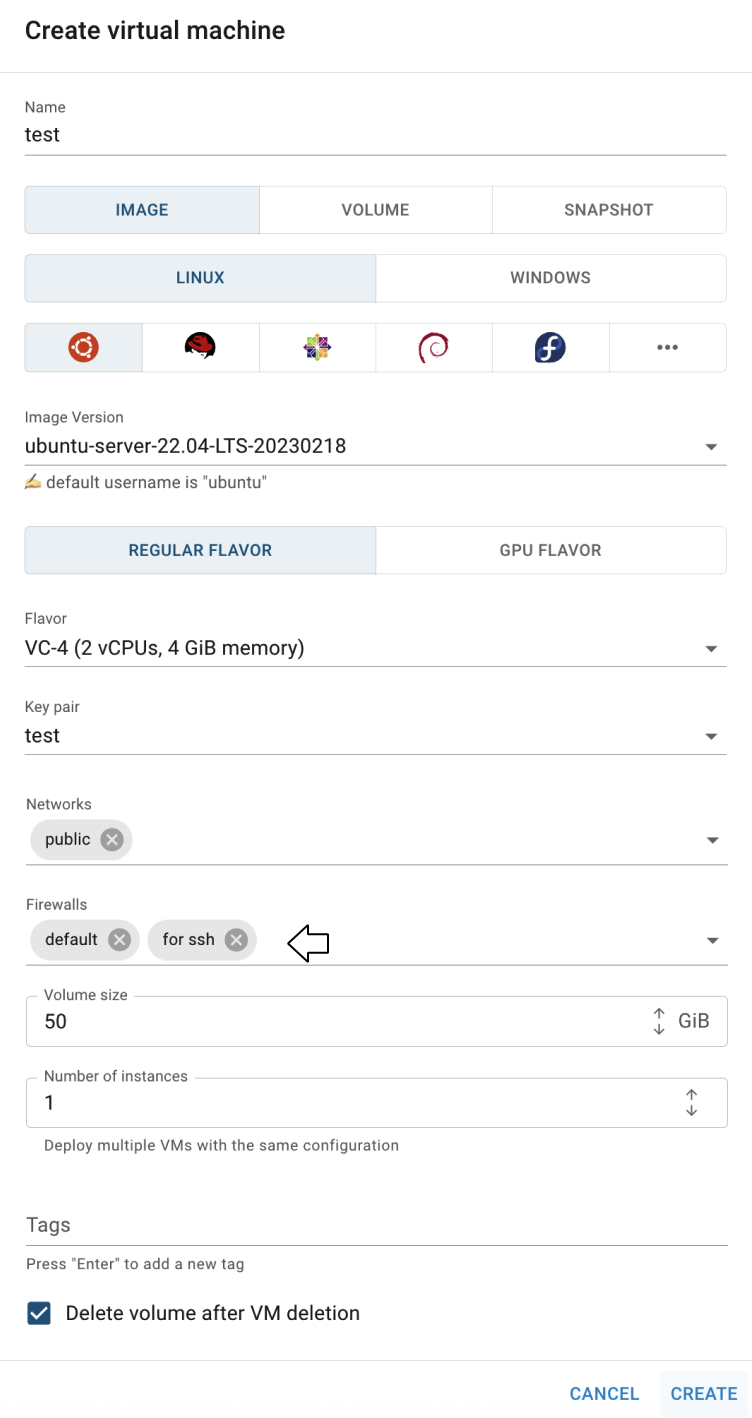 Create virtual machine
Name
test
IMAGE VOLUME SNAPSHOT
LINUX WINDOWS
Image Version
ubuntu-server-22.04-LTS-20230218
✍️ default username is "ubuntu"
REGULAR FLAVOR GPU FLAVOR
Flavor
VC-4 (2 vCPUs, 4 GiB memory)
Key pair
test
Networks
public
Firewalls
default for ssh
Volume size
50 GiB
Number of instances
1
Deploy multiple VMs with the same configuration
Tags
Press "Enter" to add a new tag
Delete volume after VM deletion
CANCEL CREATE